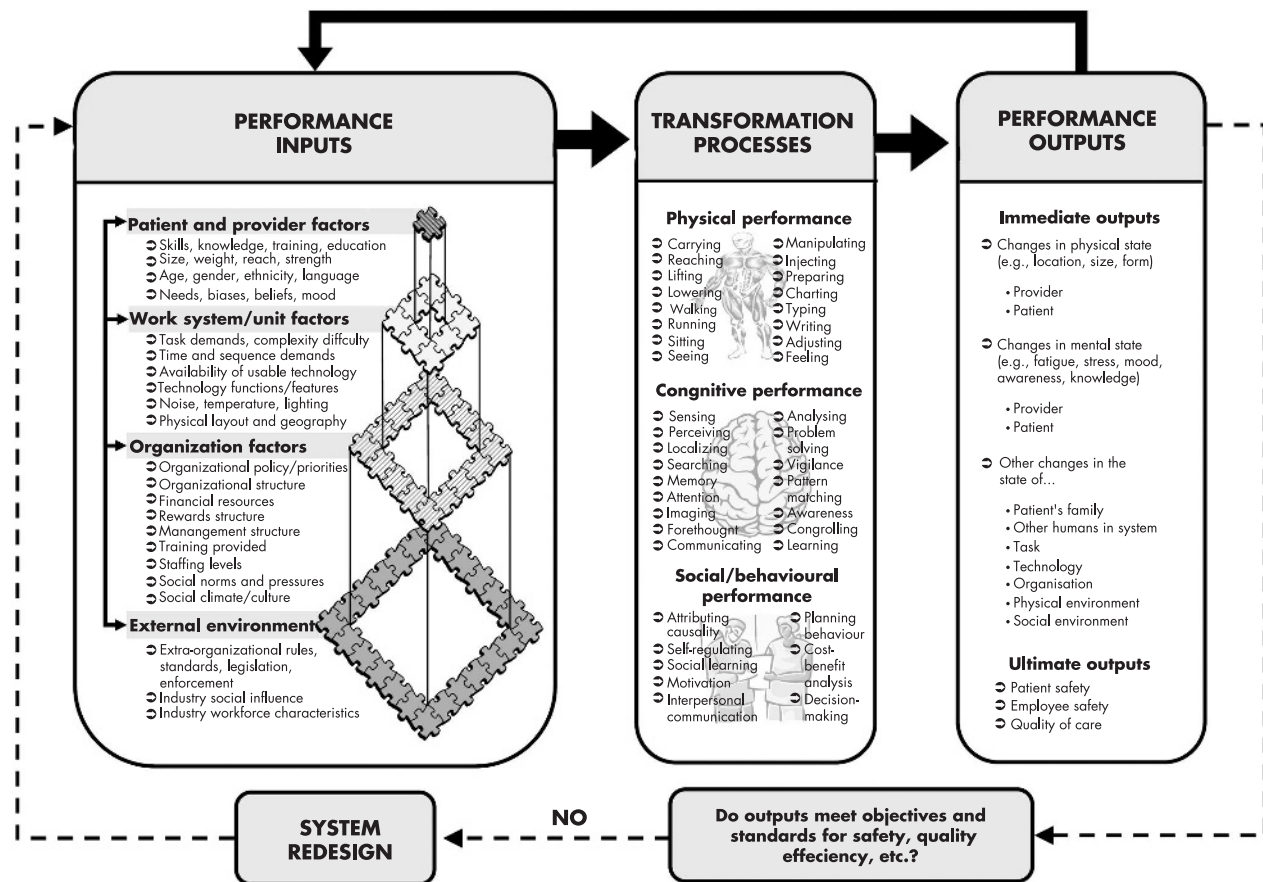 PERFORMANCE
INPUTS
Patient and provider factors
Skills, knowledge, training, education
Size, weight, reach, strength
Age, gender, ethnicity, language
Needs, biases, beliefs, mood
Work system/unit factors
Task demands, complexity diffculty
Time and sequence demands
Availability of usable technology
Technology functions/features
Noise, temperature, lighting
Physical layout and geography
Organization factors
Organizational policy/priorities
Organizational structure
Financial resources
Rewards structure
Manangement structure
Training provided
Staffing levels
Social norms and pressures
Social climate/culture
External environment
Extra-organizational rules,
standards, legislation,
enforcement
Industry social influence
Industry workforce characteristics
TRANSFORMATION
PROCESSES
Physical performance
Carrying
Reaching
Lifting
Lowering
Walking
Running
Sitting
Seeing
Manipulating
Injecting
Preparing
Charting
Typing
Writing
Adjusting
Feeling
Congnitive performance
Sensing
Perceiving
Localizing
Searching
Memory
Attention
Imaging
Forethought
Communicating
Analysing
Problem
solving
Vigilance
Pattern
matching
Awareness
Congrolling
Learning
Social/behavioural
performance
Attributing
causality
Self-regulating
Social learning
Motivation
Interpersonal
communication
Planning
behaviour
Cost-
benefit
analysis
Decision-
making
PERFORMANCE
OUTPUTS
Immediate outputs
Changes in physical state
(e.g., location, size, form)
• Provider
• Patient
Changes in mental state
(e.g., fatigue, stress, mood,
awareness, knowledge)
• Provider
• Patient
Other changes in the
state of...
• Patient's family
• Other humans in system
• Task
• Technology
• Organisation
• Physical environment
• Social environment
Ultimate outputs
Patient safety
Employee safety
Quality of care
SYSTEM
REDESIGN
NO
Do outputs meet objectives and
standards for safety, quality
effeciency, etc.?